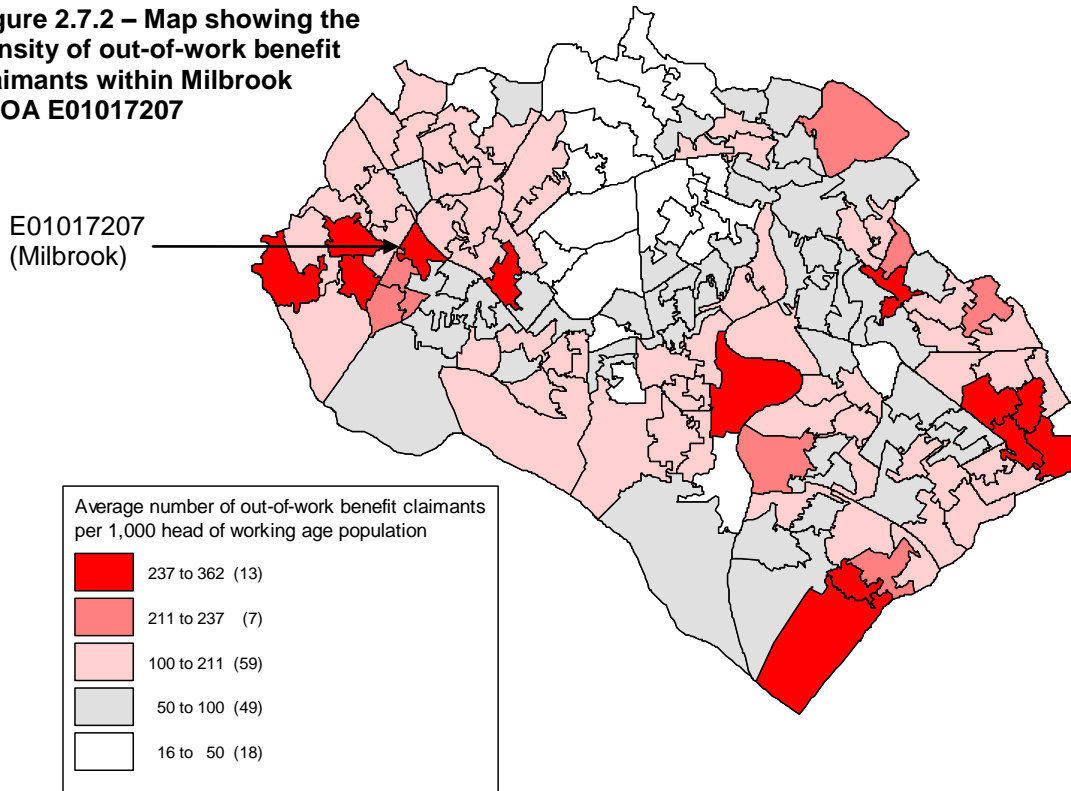 gure 2.7.2 – Map showing the
nsity of out-of-work benefit
aimants within Milbrook
OA E01017207
E01017207
(Milbrook)
Average number of out-of-work benefit claimants
per 1,000 head of working age population
237 to 362 (13)
211 to 237 (7)
100 to 211 (59)
50 to 100 (49)
16 to 50 (18)